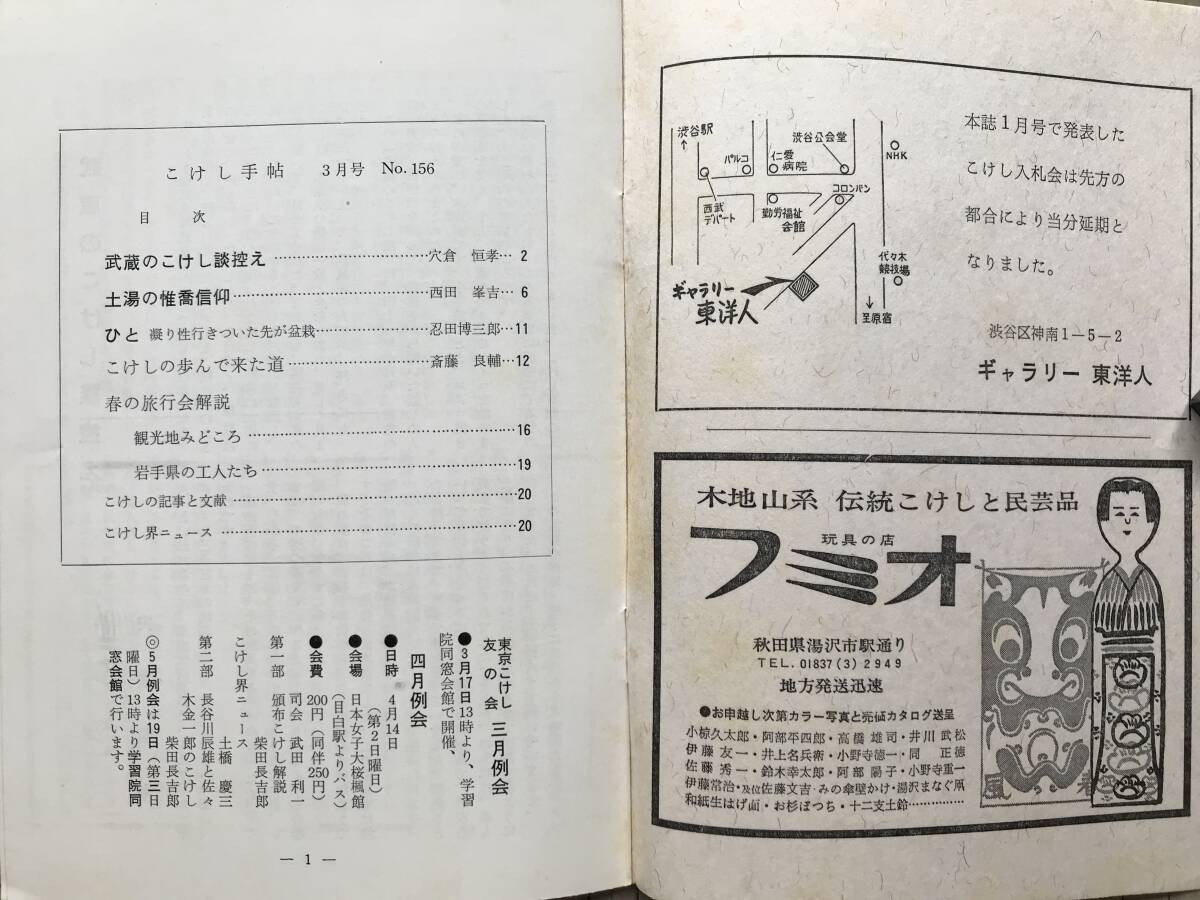 こけし手帖　3月号　No.156
目　次
武蔵のこけし談控え……………………穴倉　恒孝… 2
土湯の惟喬信仰……………………西田　峯吉… 6
ひと　凝り性行きついた先が盆栽……………忍田博三郎…11
こけしの歩んで来た道……………………斎藤　良輔…12
春の旅行会解説
観光地みどころ……………………16
岩手県の工人たち……………………19
こけしの記事と文献……………………20
こけし界ニュース……………………20
東京こけし友の会　三月例会
●3月17日13時より、学習
院同窓会館で開催、
四月例会
●日時　4月14日
（第2日曜日）
●会場　日本女子大桜楓館
（目白駅よりバス）
●会費　200円（同伴250円）
司会　武田　利一
第一部　頒布こけし解説
柴田長吉郎
こけし界ニュース
土橋　慶三
第二部　長谷川辰雄と佐々
木金一郎のこけし
柴田長吉郎
◎5月例会は19日（第三日
曜日）13時より学習院同
窓会館で行います。
— 1 —
渋谷駅
パルコ
仁愛病院
渋谷公会堂
NHK
西武デパート
勤労福祉会館
コロンバン
代々木競技場
ギャラリー
東洋人
至原宿
本誌1月号で発表した
こけし入札会は先方の
都合により当分延期と
なりました。
渋谷区神南1－5－2
ギャラリー 東洋人
木地山系　伝統こけしと民芸品
玩具の店
フミオ
秋田県湯沢市駅通り
TEL. 01837 (3) 2949
地方発送迅速
●お申越し次第カラー写真と売価カタログ送呈
小椋久太郎・阿部平四郎・高橋雄司・井川武松
伊藤友一・井上名兵衛・小野寺徳一・同　正徳
佐藤秀一・鈴木幸太郎・阿部陽子・小野寺重一
伊藤常治・及位佐藤文吉・みの傘壁かけ・湯沢まなぐ凧
和紙生はげ面・お杉ぼっち・十二支土鈴……………
風
春